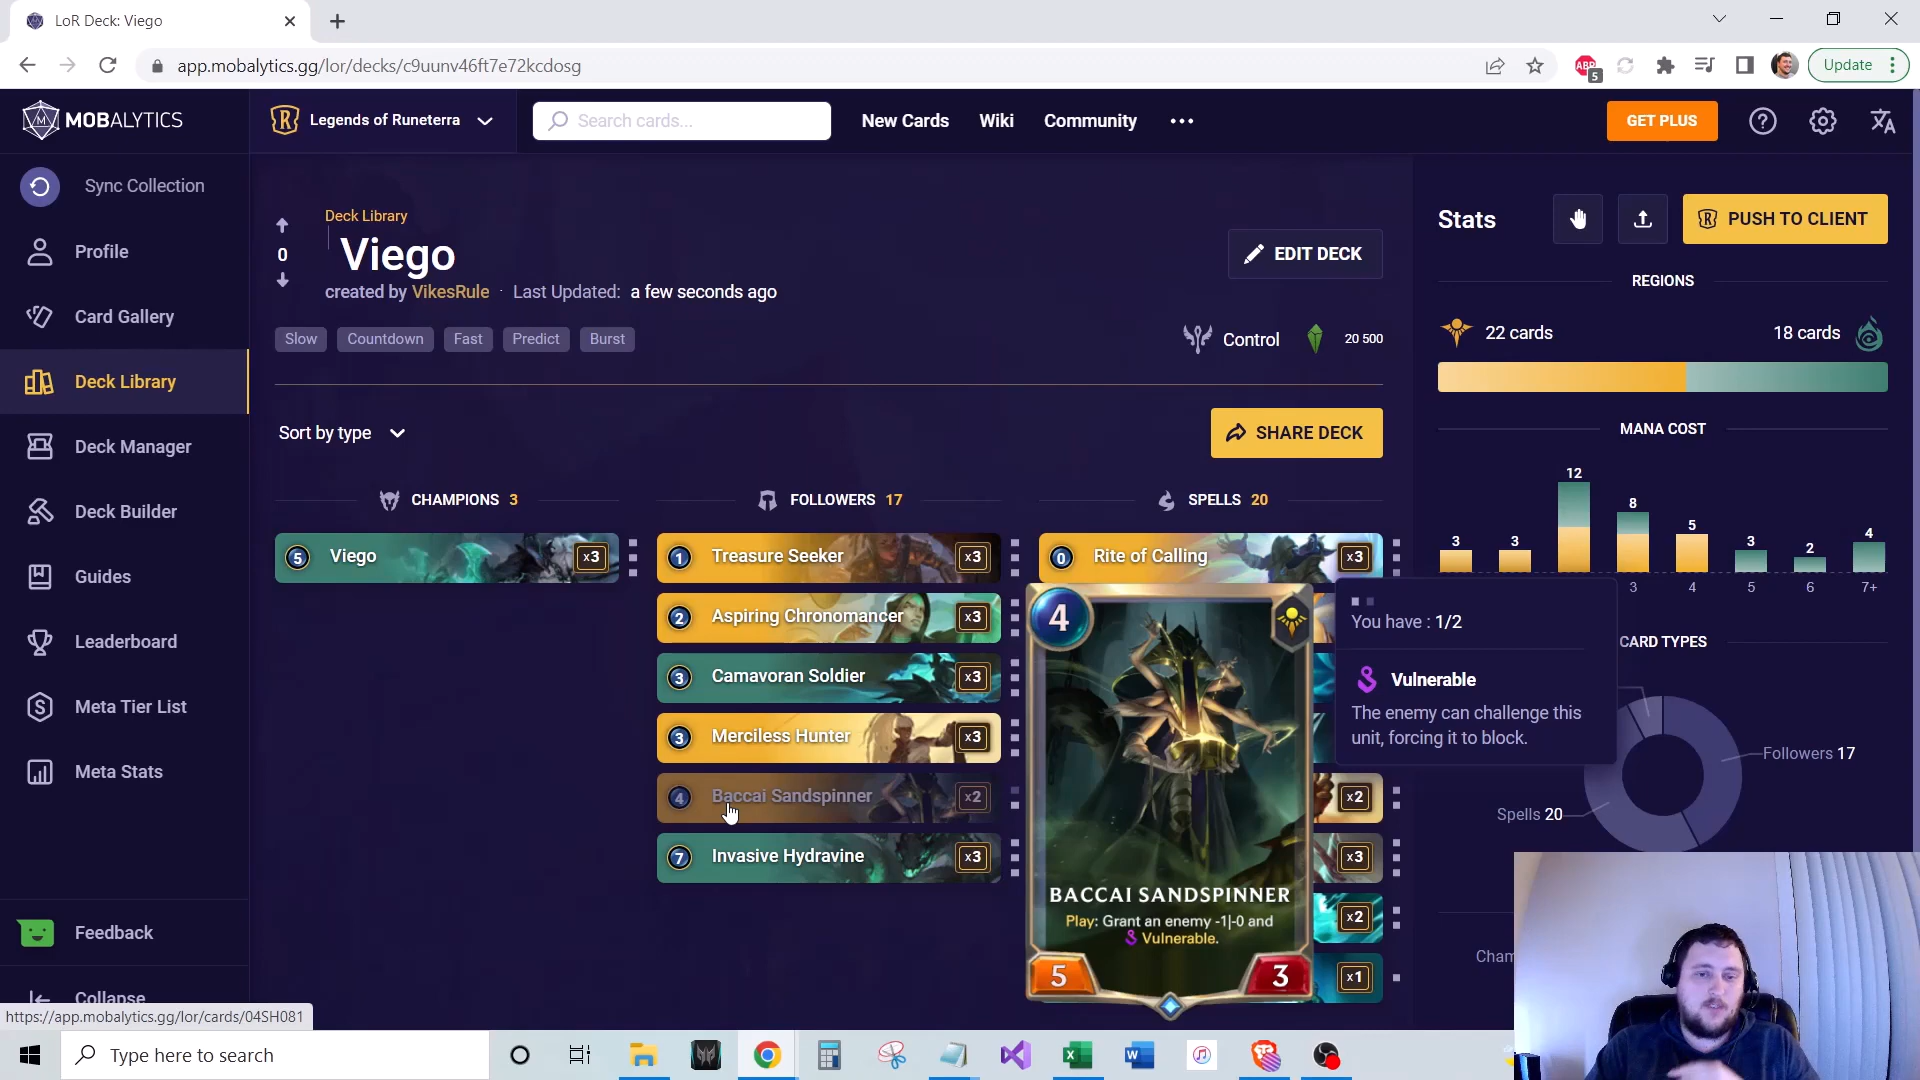 LoR Deck: Viego
app.mobalytics.gg/lor/decks/c9uunv46ft7e72kcdosg
ABP
5
Update
MOBALYTICS
Legends of Runeterra
Search cards...
New Cards
Wiki
Community
GET PLUS
Sync Collection
Profile
Card Gallery
Deck Library
Deck Manager
Deck Builder
Guides
Leaderboard
Meta Tier List
Meta Stats
Feedback
Collapse
https://app.mobalytics.gg/lor/cards/04SH081
Deck Library
0
Viego
created by VikesRule · Last Updated: a few seconds ago
EDIT DECK
Slow
Countdown
Fast
Predict
Burst
Control
20 500
Sort by type
SHARE DECK
CHAMPIONS 3
5 Viego x3
FOLLOWERS 17
1 Treasure Seeker x3
2 Aspiring Chronomancer x3
3 Camavoran Soldier x3
3 Merciless Hunter x3
4 Baccai Sandspinner x2
7 Invasive Hydravine x3
SPELLS 20
0 Rite of Calling x3
x2
x3
x2
x1
4
BACCAI SANDSPINNER
Play: Grant an enemy -1|-0 and
Vulnerable.
5
3
You have : 1/2
Vulnerable
The enemy can challenge this
unit, forcing it to block.
Stats
PUSH TO CLIENT
REGIONS
22 cards
18 cards
MANA COST
3
3
12
8
5
3
2
4
3
4
5
6
7+
CARD TYPES
Followers 17
Spells 20
Cham
Type here to search